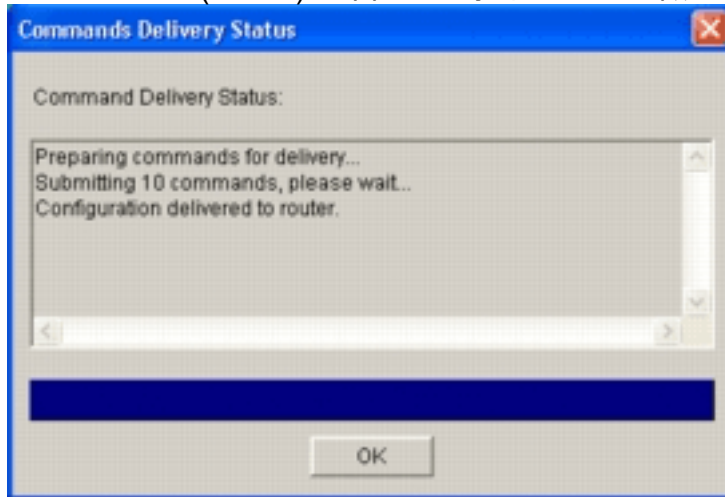 Commands Delivery Status
Command Delivery Status:
Preparing commands for delivery...
Submitting 10 commands, please wait...
Configuration delivered to router.
OK